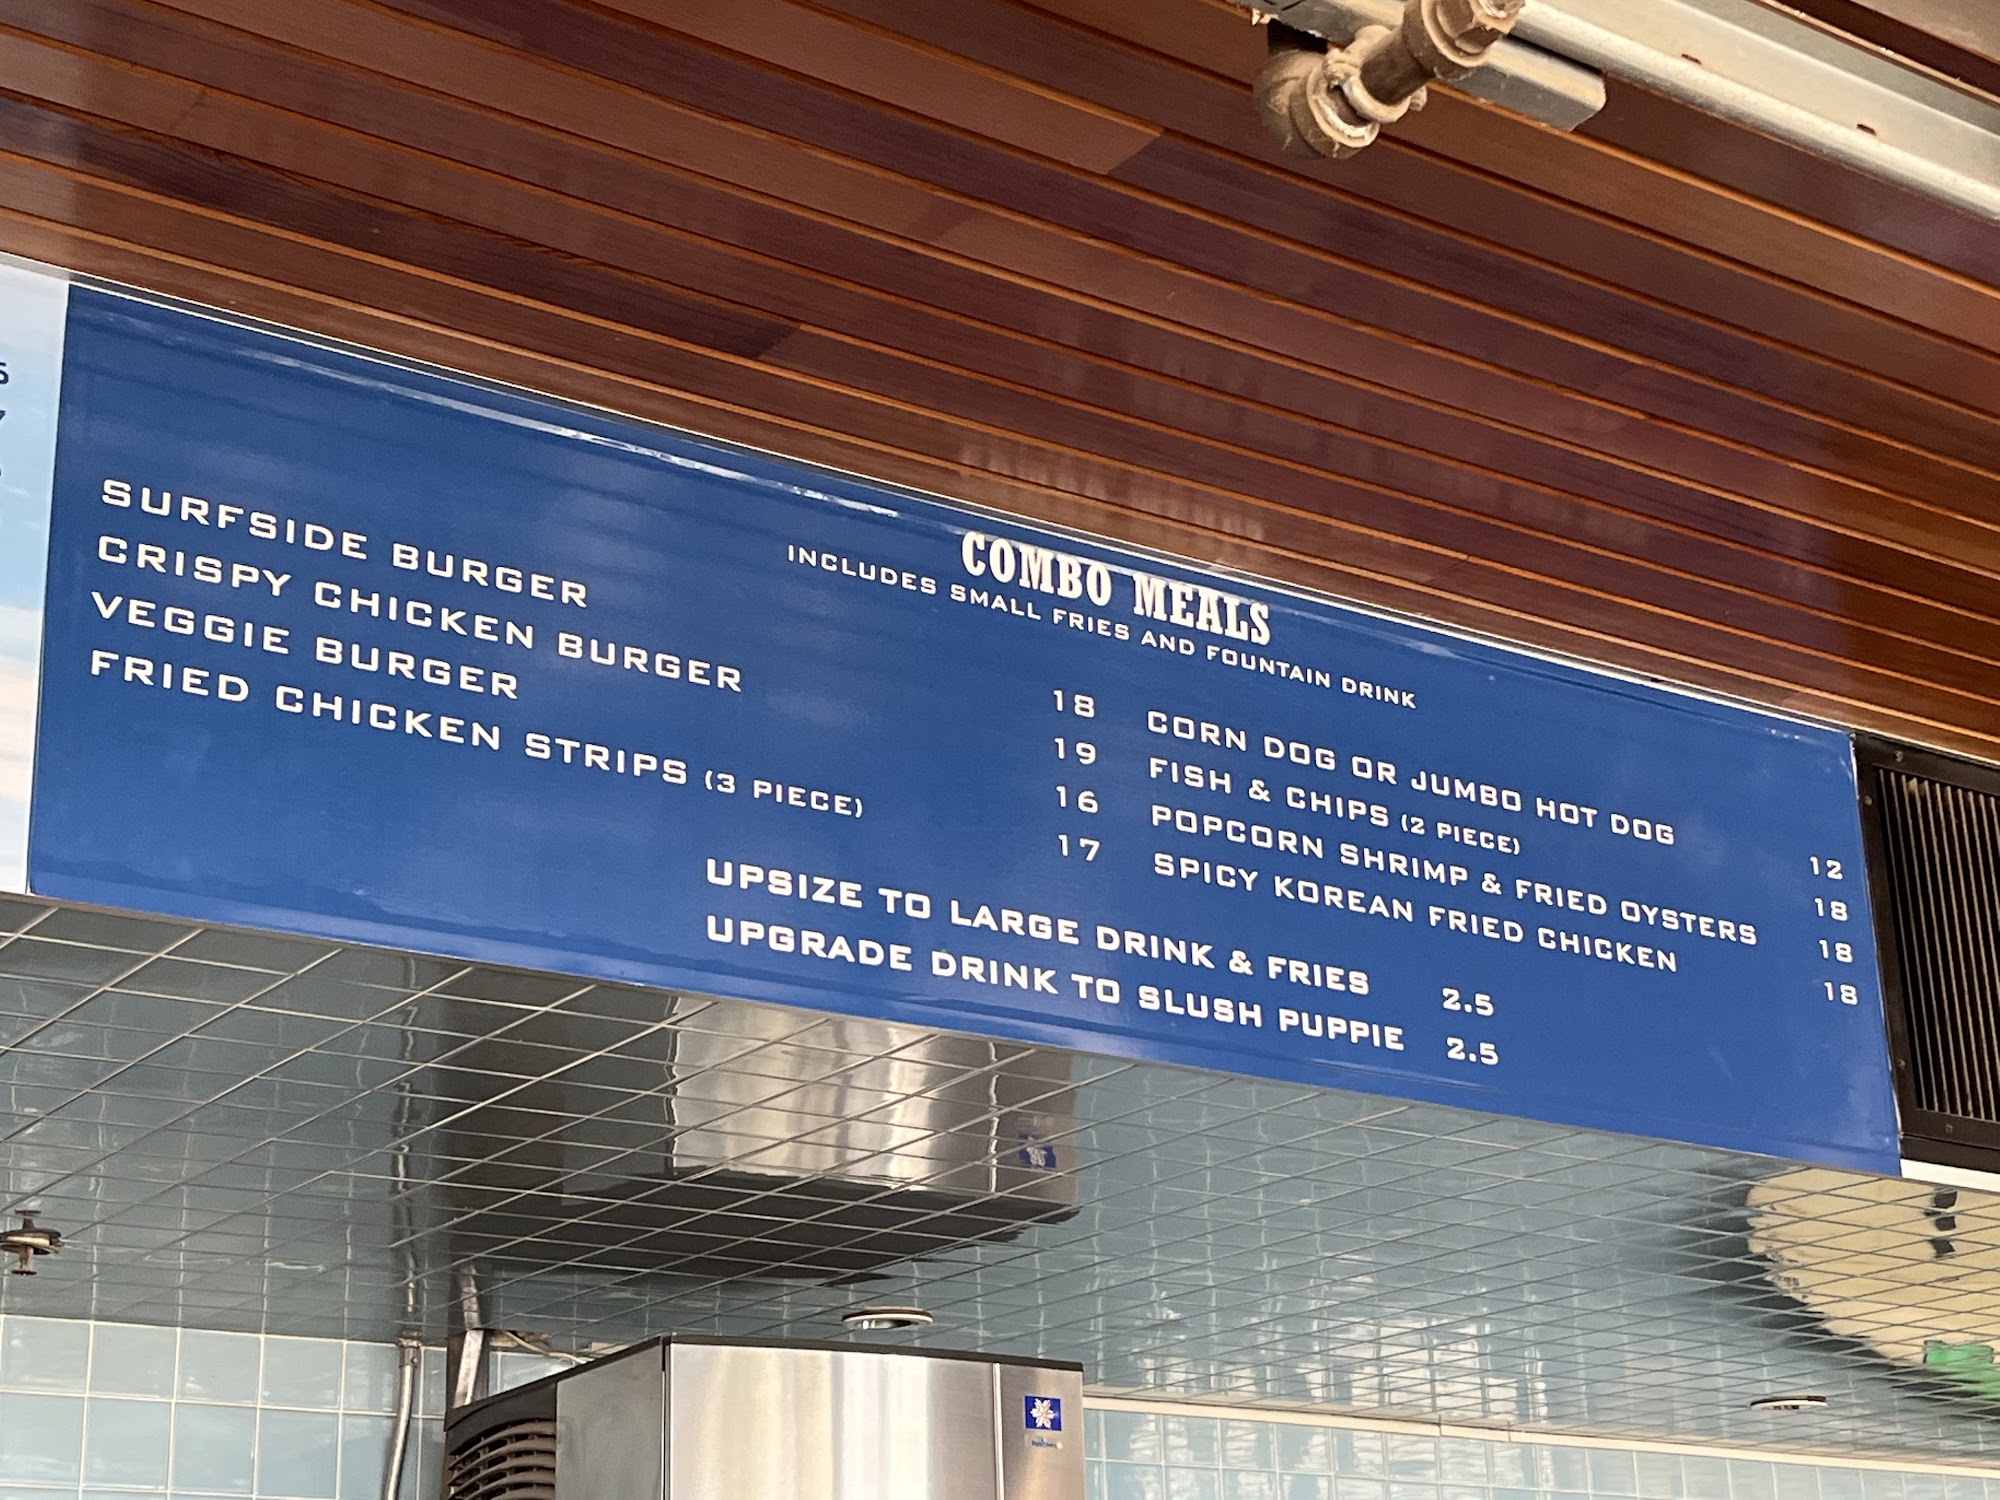 COMBO MEALS
INCLUDES SMALL FRIES AND FOUNTAIN DRINK
SURFSIDE BURGER 18
CRISPY CHICKEN BURGER 19
VEGGIE BURGER 16
FRIED CHICKEN STRIPS (3 PIECE) 17
CORN DOG OR JUMBO HOT DOG 12
FISH & CHIPS (2 PIECE) 18
POPCORN SHRIMP & FRIED OYSTERS 18
SPICY KOREAN FRIED CHICKEN 18
UPSIZE TO LARGE DRINK & FRIES 2.5
UPGRADE DRINK TO SLUSH PUPPIE 2.5